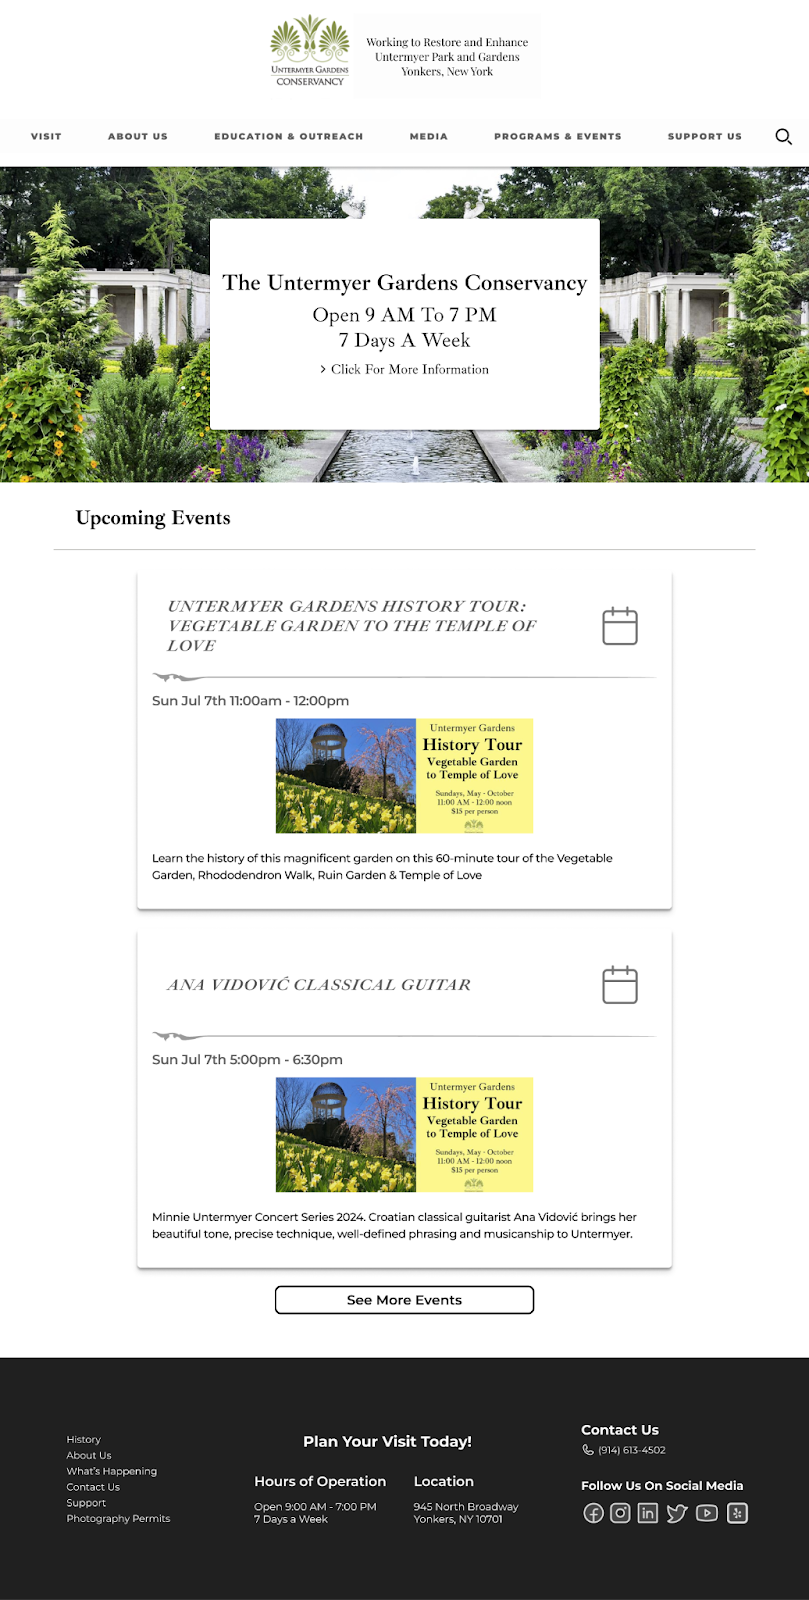 UNTERMYER GARDENS
CONSERVANCY
Working to Restore and Enhance
Untermyer Park and Gardens
Yonkers, New York
VISIT
ABOUT US
EDUCATION & OUTREACH
MEDIA
PROGRAMS & EVENTS
SUPPORT US
The Untermyer Gardens Conservancy
Open 9 AM To 7 PM
7 Days A Week
> Click For More Information
Upcoming Events
UNTERMYER GARDENS HISTORY TOUR:
VEGETABLE GARDEN TO THE TEMPLE OF
LOVE
Sun Jul 7th 11:00am - 12:00pm
Untermyer Gardens
History Tour
Vegetable Garden
to Temple of Love
Sundays, May - October
11:00 AM - 12:00 noon
$15 per person
Learn the history of this magnificent garden on this 60-minute tour of the Vegetable
Garden, Rhododendron Walk, Ruin Garden & Temple of Love
ANA VIDOVIĆ CLASSICAL GUITAR
Sun Jul 7th 5:00pm - 6:30pm
Untermyer Gardens
History Tour
Vegetable Garden
to Temple of Love
Sundays, May - October
11:00 AM - 12:00 noon
$15 per person
Minnie Untermyer Concert Series 2024. Croatian classical guitarist Ana Vidović brings her
beautiful tone, precise technique, well-defined phrasing and musicanship to Untermyer.
See More Events
History
About Us
What's Happening
Contact Us
Support
Photography Permits
Plan Your Visit Today!
Hours of Operation
Open 9:00 AM - 7:00 PM
7 Days a Week
Location
945 North Broadway
Yonkers, NY 10701
Contact Us
(914) 613-4502
Follow Us On Social Media